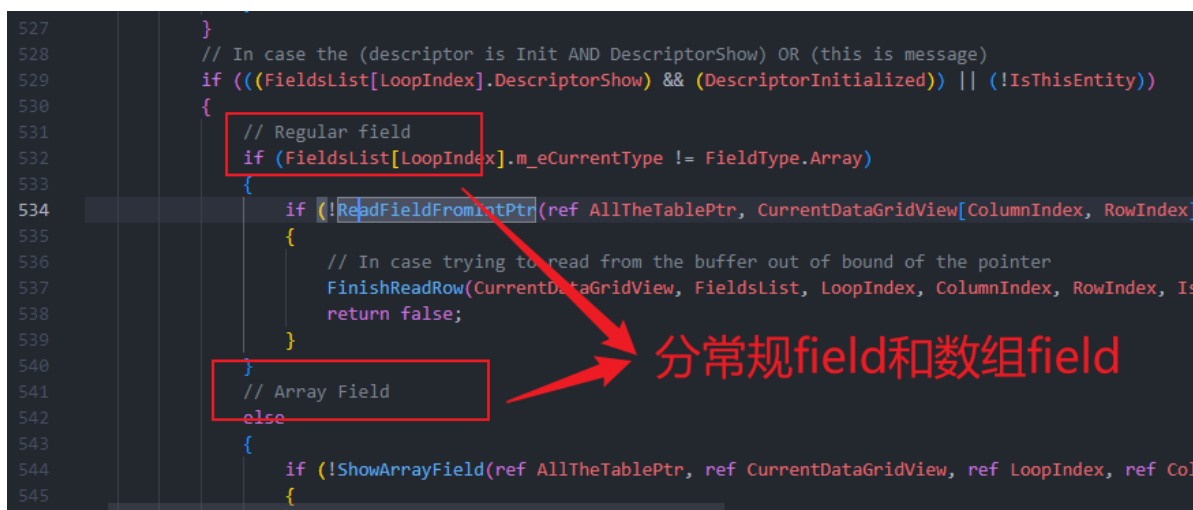 527 }
528 // In case the (descriptor is Init AND DescriptorShow) OR (this is message)
529 if (((FieldsList[LoopIndex].DescriptorShow) && (DescriptorInitialized)) || (!IsThisEntity))
530 {
531 // Regular field
532 if (FieldsList[LoopIndex].m_eCurrentType != FieldType.Array)
533 {
534 if (!ReadFieldFromIntPtr(ref AllTheTablePtr, CurrentDataGridView[ColumnIndex, RowIndex]
535 {
536 // In case trying to read from the buffer out of bound of the pointer
537 FinishReadRow(CurrentDataGridView, FieldsList, LoopIndex, ColumnIndex, RowIndex, Is
538 return false;
539 }
分常规field和数组field
540 }
541 // Array Field
542 else
543 {
544 if (!ShowArrayField(ref AllTheTablePtr, ref CurrentDataGridView, ref LoopIndex, ref Col
545 {